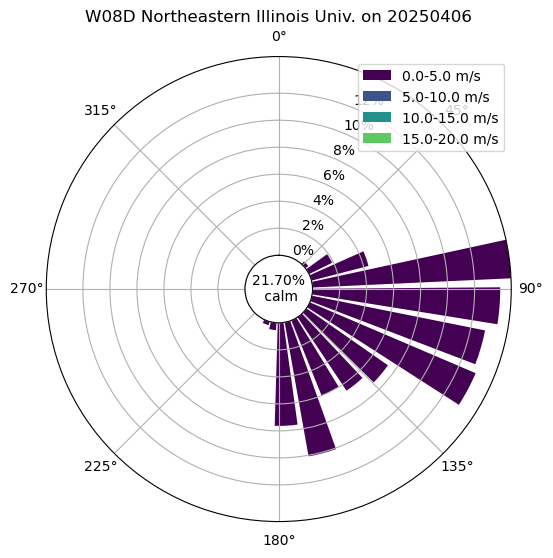 W08D Northeastern Illinois Univ. on 20250406
0°
0.0-5.0 m/s
5.0-10.0 m/s
10.0-15.0 m/s
15.0-20.0 m/s
315°
45°
12%
10%
8%
6%
4%
2%
0%
21.70%
calm
270°
90°
225°
135°
180°